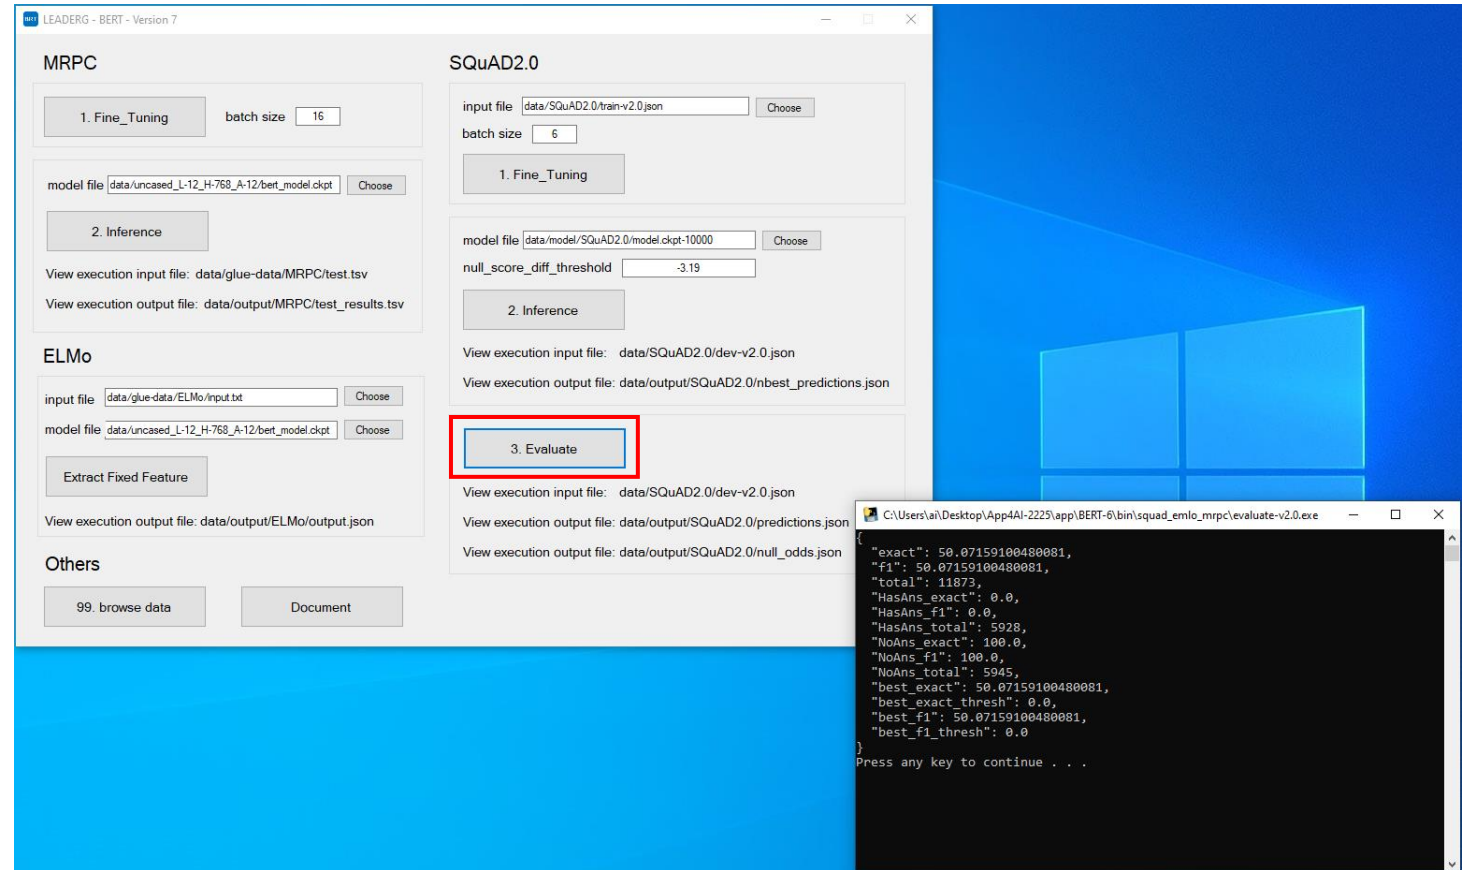 LEADERG - BERT - Version 7
MRPC
1. Fine_Tuning
batch size 16
model file data/uncased_L-12_H-768_A-12/bert_model.ckpt Choose
2. Inference
View execution input file: data/glue-data/MRPC/test.tsv
View execution output file: data/output/MRPC/test_results.tsv
ELMo
input file data/glue-data/ELMo/input.txt Choose
model file data/uncased_L-12_H-768_A-12/bert_model.ckpt Choose
Extract Fixed Feature
View execution output file: data/output/ELMo/output.json
Others
99. browse data
Document
SQuAD2.0
input file data/SQuAD2.0/train-v2.0.json Choose
batch size 6
1. Fine_Tuning
model file data/model/SQuAD2.0/model.ckpt-10000 Choose
null_score_diff_threshold -3.19
2. Inference
View execution input file: data/SQuAD2.0/dev-v2.0.json
View execution output file: data/output/SQuAD2.0/nbest_predictions.json
3. Evaluate
View execution input file: data/SQuAD2.0/dev-v2.0.json
View execution output file: data/output/SQuAD2.0/predictions.json
View execution output file: data/output/SQuAD2.0/null_odds.json
C:\Users\ai\Desktop\App4AI-2225\app\BERT-6\bin\squad_emlo_mrpc\evaluate-v2.0.exe
{
"exact": 50.07159100480081,
"f1": 50.07159100480081,
"total": 11873,
"HasAns_exact": 0.0,
"HasAns_f1": 0.0,
"HasAns_total": 5928,
"NoAns_exact": 100.0,
"NoAns_f1": 100.0,
"NoAns_total": 5945,
"best_exact": 50.07159100480081,
"best_exact_thresh": 0.0,
"best_f1": 50.07159100480081,
"best_f1_thresh": 0.0
}
Press any key to continue . . .